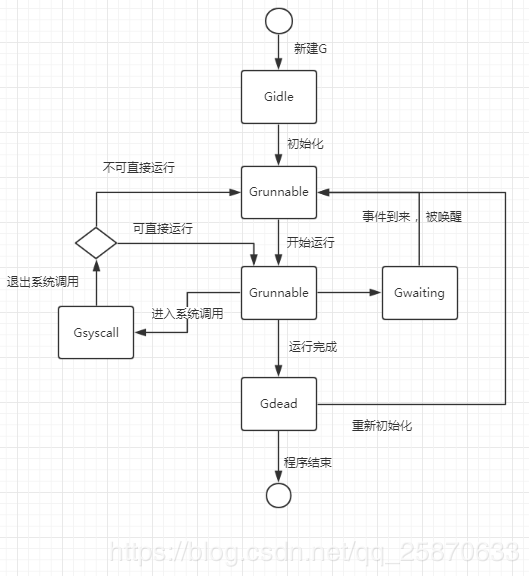 新建G
Gidle
初始化
不可直接运行
Grunnable
事件到来，被唤醒
可直接运行
开始运行
退出系统调用
Grunnable
Gwaiting
进入系统调用
Gsyscall
运行完成
Gdead
重新初始化
程序结束
https://blog.csdn.net/qq_25870633